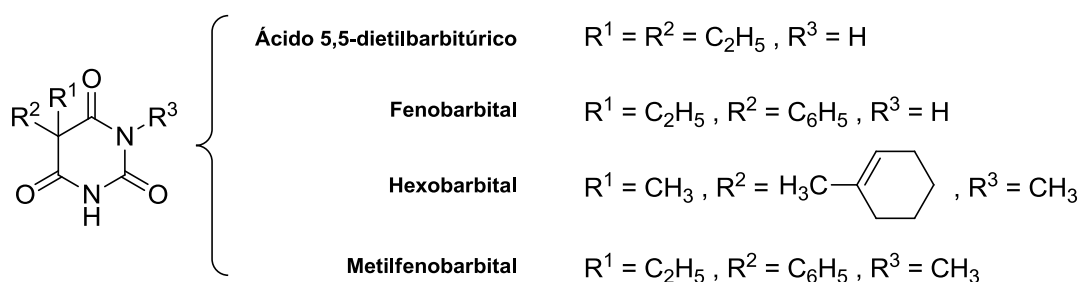 Ácido 5,5-dietilbarbitúrico R¹ = R² = C₂H₅ , R³ = H
Fenobarbital R¹ = C₂H₅ , R² = C₆H₅ , R³ = H
Hexobarbital R¹ = CH₃ , R² = H₃C , R³ = CH₃
Metilfenobarbital R¹ = C₂H₅ , R² = C₆H₅ , R³ = CH₃
O R¹ R² R³
N
O N O
H